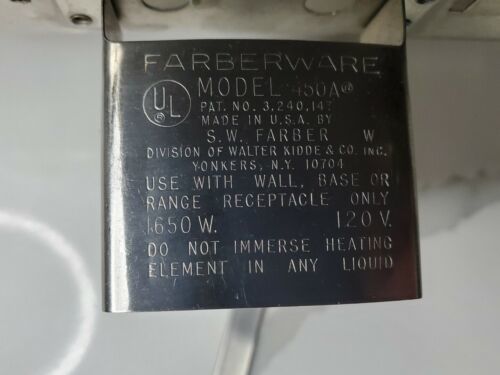 FARBERWARE
MODEL 450A®
UL
®
PAT. NO. 3,240,147
MADE IN U.S.A. BY
S.W. FARBER W
DIVISION OF WALTER KIDDE & CO. INC.
YONKERS, N.Y. 10704
USE WITH WALL, BASE OR
RANGE RECEPTACLE ONLY
1650 W. 120 V.
DO NOT IMMERSE HEATING
ELEMENT IN ANY LIQUID